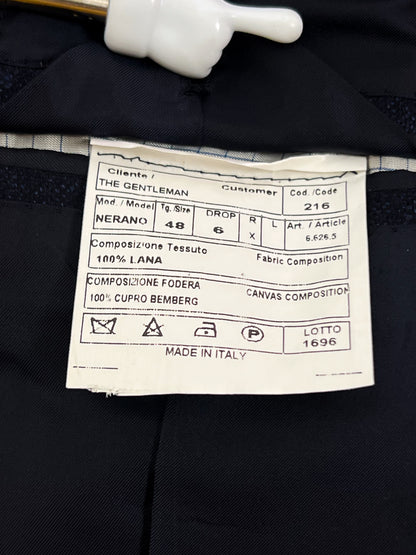 Cliente / Customer Cod. /Code
THE GENTLEMAN 216
Mod. / Model Tg. /Size DROP R L Art. / Article
NERANO 48 6 X 6.626.5
Composizione Tessuto Fabric Composition
100% LANA
COMPOSIZIONE FODERA CANVAS COMPOSITION
100% CUPRO BEMBERG
P LOTTO
1696
MADE IN ITALY